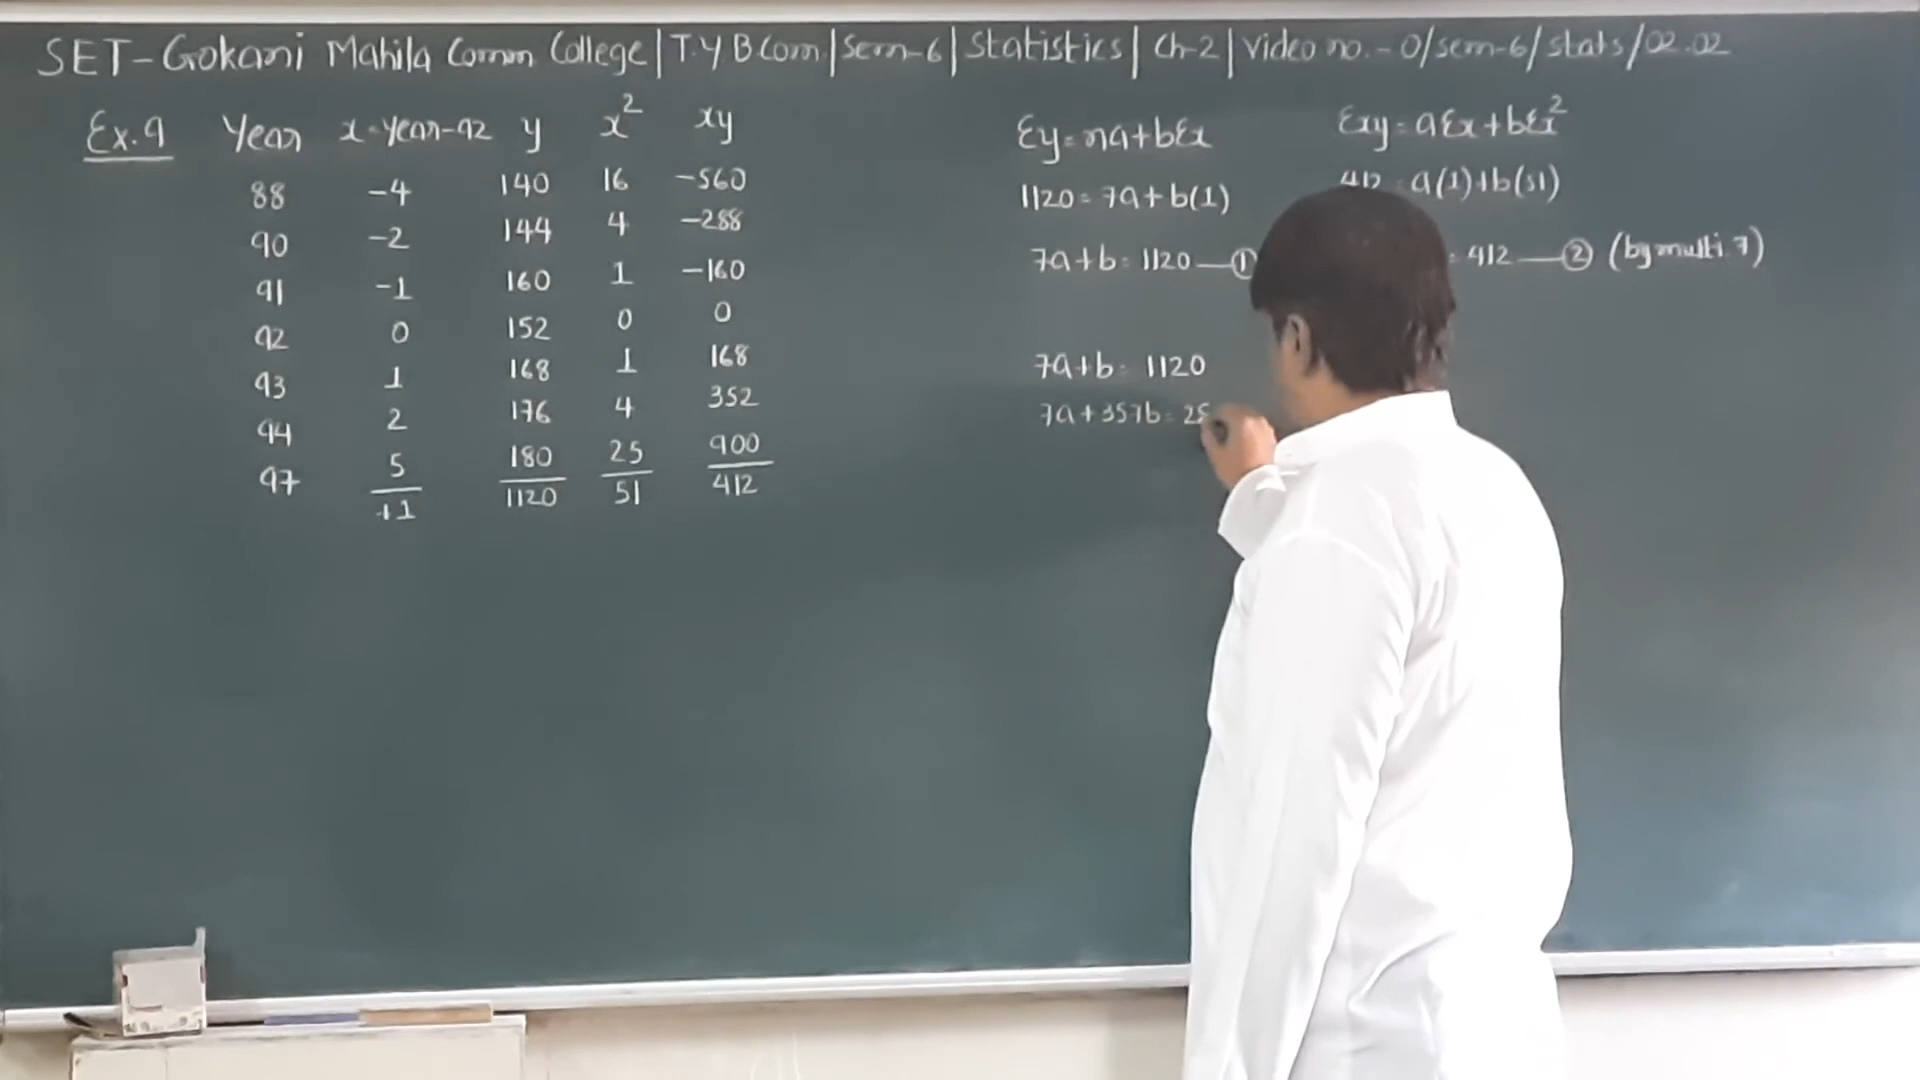 SET-Gokani Mahila Comm College | T.Y B Com | Sem-6 | Statistics | Ch-2 | Video no.-0/sem-6/stats/02.02
Ex.9 Year x=year-92 y x² xy
88 -4 140 16 -560
90 -2 144 4 -288
91 -1 160 1 -160
92 0 152 0 0
93 1 168 1 168
94 2 176 4 352
97 5 180 25 900
+1 1120 51 412
Σy=na+bΣx
1120=7a+b(1)
7a+b=1120—①
7a+b=1120
7a+357b=28
Σxy=aΣx+bΣx²
412=a(1)+b(51)
=412—② (by multi.7)